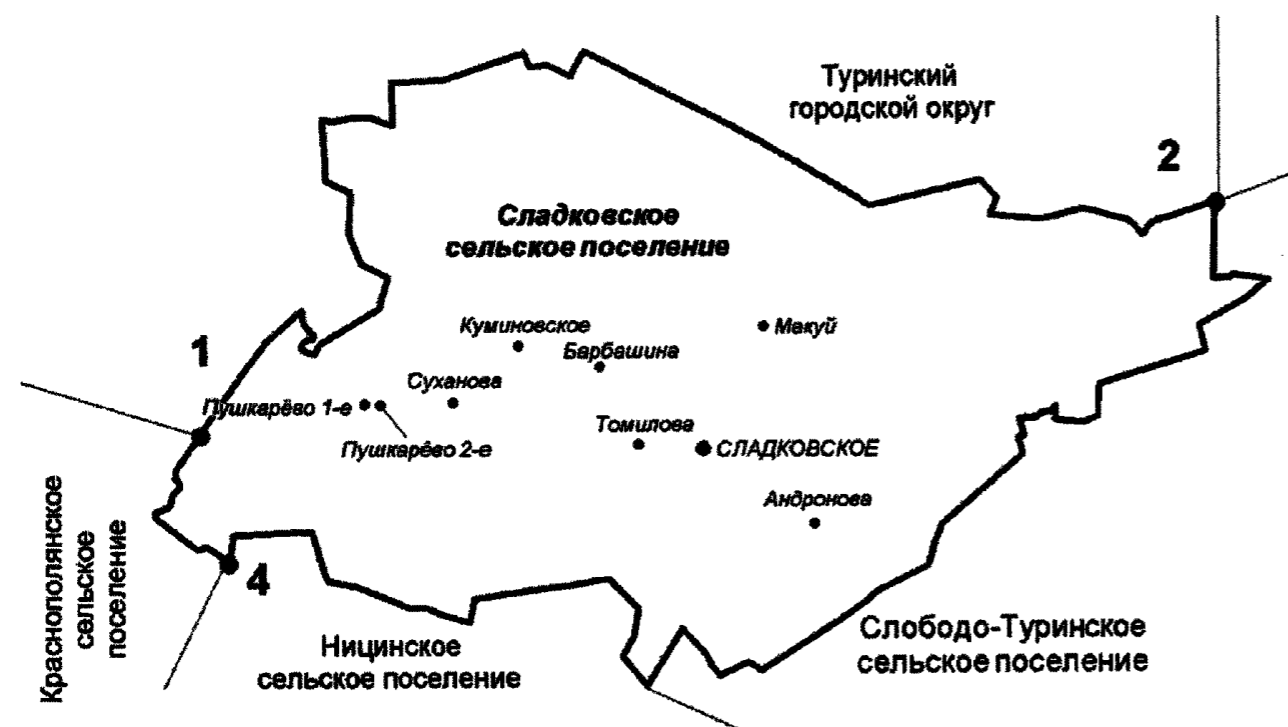 Туринский
городской округ
2
Сладковское
сельское поселение
Куминовское
Макуй
Барбашина
1
Суханова
Пушкарёво 1-е
Пушкарёво 2-е
Томилова
СЛАДКОВСКОЕ
Андронова
Краснополянское
сельское
поселение
4
Ницинское
сельское поселение
Слободо-Туринское
сельское поселение